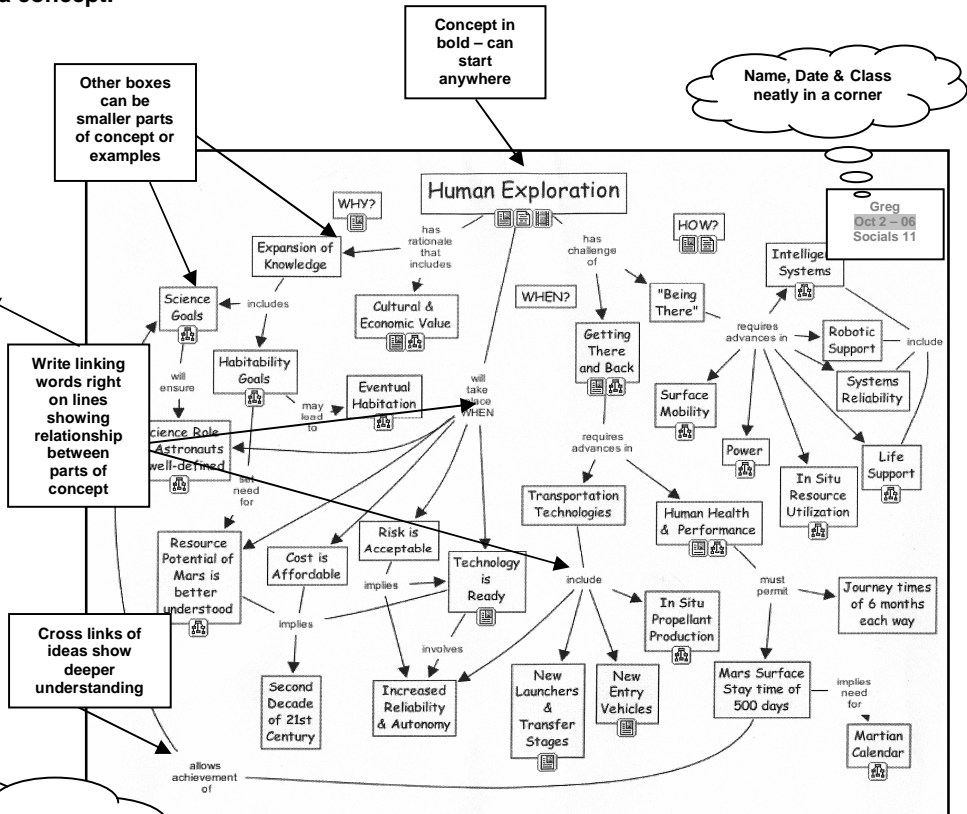 a concept.
Concept in
bold – can
start
anywhere
Other boxes
can be
smaller parts
of concept or
examples
Name, Date & Class
neatly in a corner
Greg
Oct 2 – 06
Socials 11
Human Exploration
WHY?
HOW?
WHEN?
has
rationale
that
includes
has
challenge
of
Expansion of
Knowledge
Cultural &
Economic Value
"Being
There"
Systems
Science
Goals
includes
Habitability
Goals
Getting
There
and Back
requires
advances in
Robotic
Support
include
Systems
Reliability
Write linking
words right
on lines
showing
relationship
between
parts of
concept
will
ensure
may
lead
to
Eventual
Habitation
will
take
place
WHEN
Surface
Mobility
Power
In Situ
Resource
Utilization
Life
Support
Role
Astronauts
well-defined
need
for
requires
advances in
Transportation
Technologies
Human Health
& Performance
Resource
Potential of
Mars is
better
understood
Cost is
Affordable
Risk is
Acceptable
Technology
is
Ready
implies
implies
involves
include
In Situ
Propellant
Production
must
permit
Journey times
of 6 months
each way
Cross links of
ideas show
deeper
understanding
Second
Decade
of 21st
Century
Increased
Reliability
& Autonomy
New
Launchers
&
Transfer
Stages
New
Entry
Vehicles
Mars Surface
Stay time of
500 days
implies
need
for
Martian
Calendar
allows
achievement
of